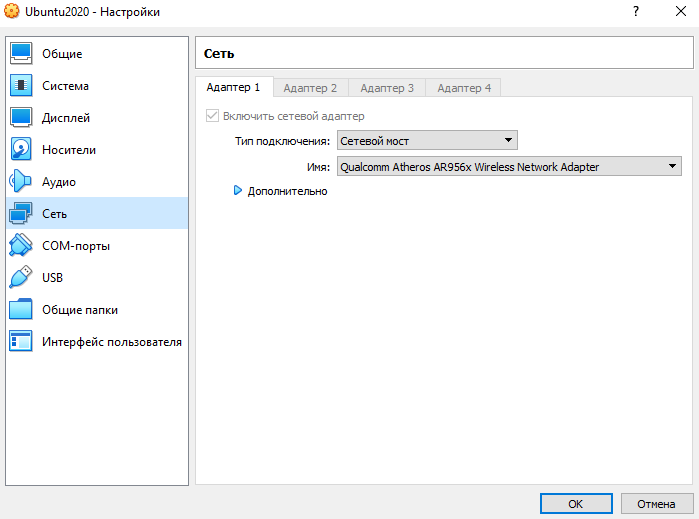 Ubuntu2020 - Настройки
?
Общие
Система
Дисплей
Носители
Аудио
Сеть
COM-порты
USB
Общие папки
Интерфейс пользователя
Сеть
Адаптер 1 Адаптер 2 Адаптер 3 Адаптер 4
Включить сетевой адаптер
Тип подключения: Сетевой мост
Имя: Qualcomm Atheros AR956x Wireless Network Adapter
Дополнительно
OK Отмена